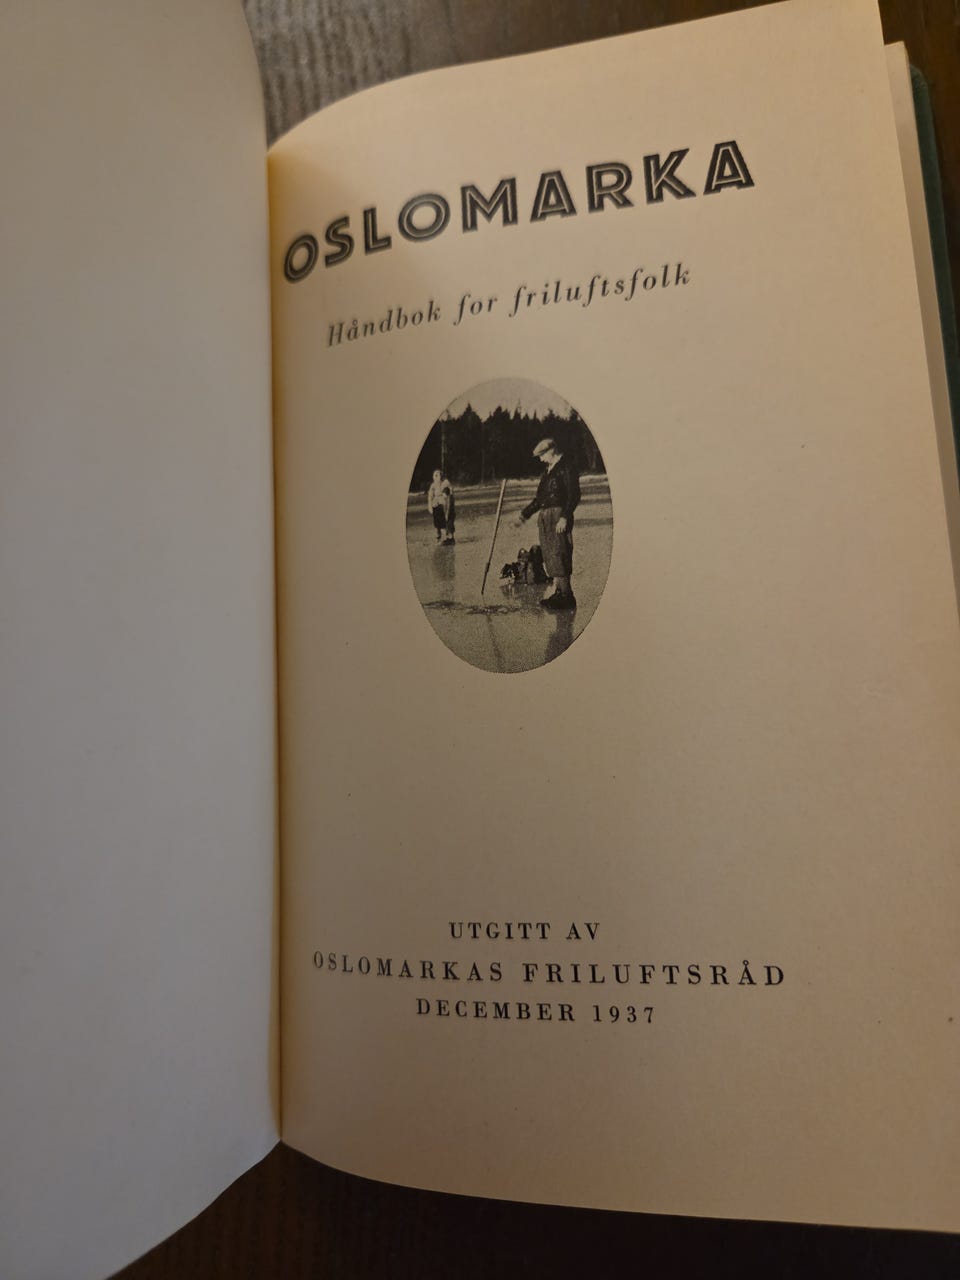 OSLOMARKA
Håndbok for friluftsfolk
UTGITT AV
OSLOMARKAS FRILUFTSRÅD
DECEMBER 1937